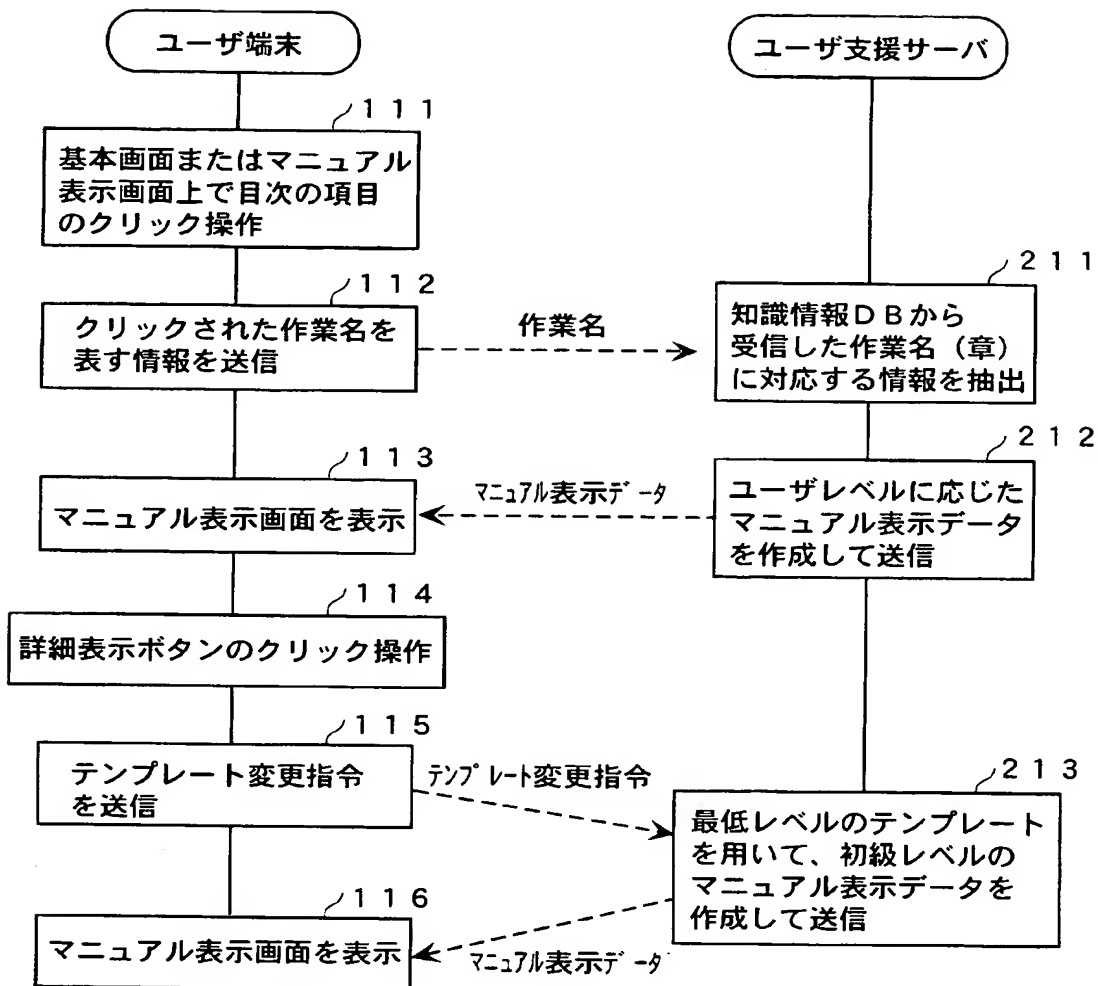 ユーザ端末
ユーザ支援サーバ
111
基本画面またはマニュアル
表示画面上で目次の項目
のクリック操作
112
クリックされた作業名を
表す情報を送信
作業名
211
知識情報DBから
受信した作業名（章）
に対応する情報を抽出
113
マニュアル表示画面を表示
マニュアル表示データ
212
ユーザレベルに応じた
マニュアル表示データ
を作成して送信
114
詳細表示ボタンのクリック操作
115
テンプレート変更指令
を送信
テンプレート変更指令
213
最低レベルのテンプレート
を用いて、初級レベルの
マニュアル表示データを
作成して送信
116
マニュアル表示画面を表示
マニュアル表示データ